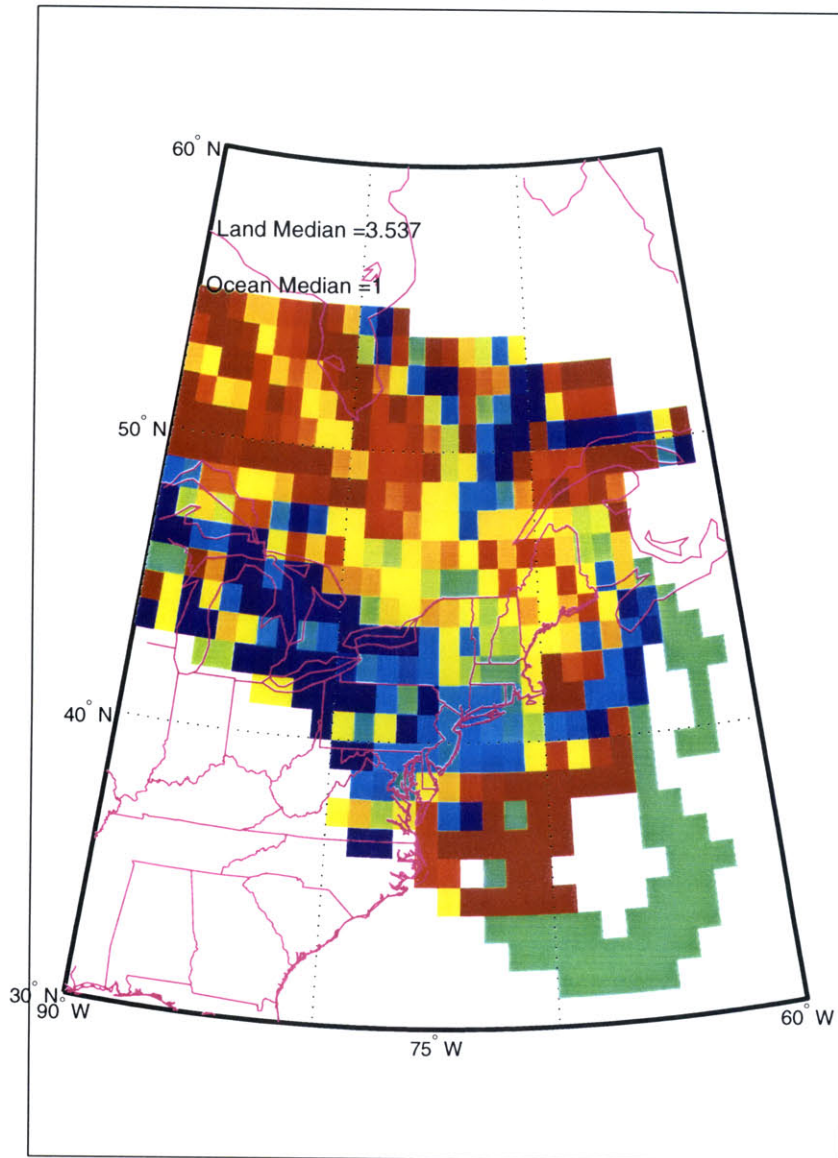 60° N
Land Median =3.537
Ocean Median =1
50° N
40° N
30° N
90° W
60° W
75° W